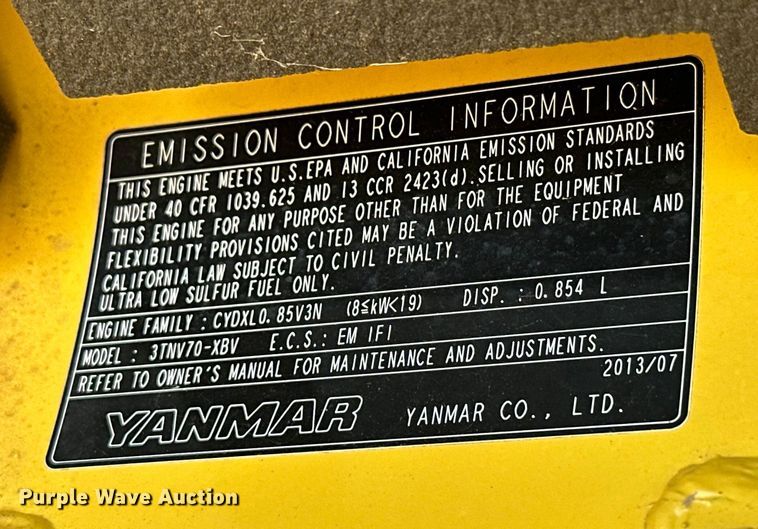 EMISSION CONTROL INFORMATION
THIS ENGINE MEETS U.S.EPA AND CALIFORNIA EMISSION STANDARDS
UNDER 40 CFR 1039.625 AND 13 CCR 2423(d).SELLING OR INSTALLING
THIS ENGINE FOR ANY PURPOSE OTHER THAN FOR THE EQUIPMENT
FLEXIBILITY PROVISIONS CITED MAY BE A VIOLATION OF FEDERAL AND
CALIFORNIA LAW SUBJECT TO CIVIL PENALTY.
ULTRA LOW SULFUR FUEL ONLY.
ENGINE FAMILY : CYDXL0.85V3N (8≤kW<19) DISP. : 0.854 L
MODEL : 3TNV70-XBV E.C.S.: EM IFI
REFER TO OWNER'S MANUAL FOR MAINTENANCE AND ADJUSTMENTS.
2013/07
YANMAR YANMAR CO., LTD.
Purple Wave Auction